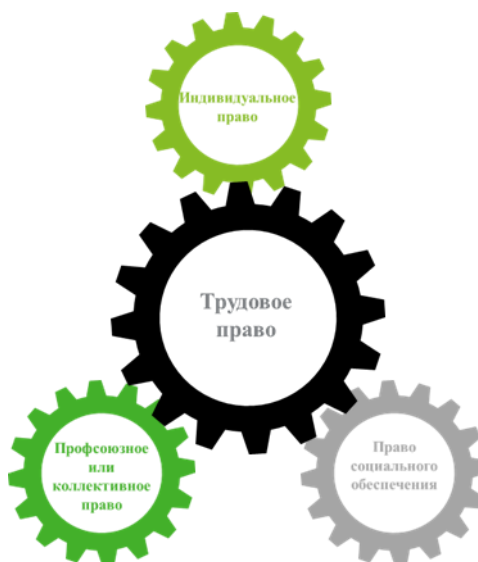 Индивидуальное
право
Трудовое
право
Профсоюзное
или
коллективное
право
Право
социального
обеспечения